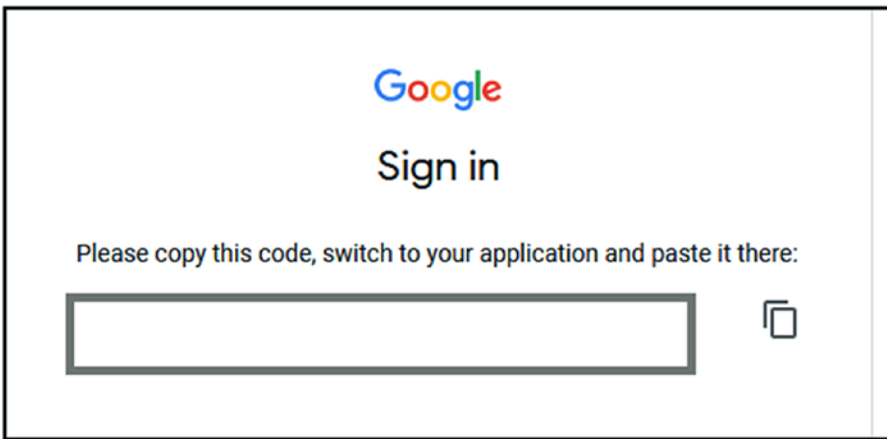 Google
Sign in
Please copy this code, switch to your application and paste it there: